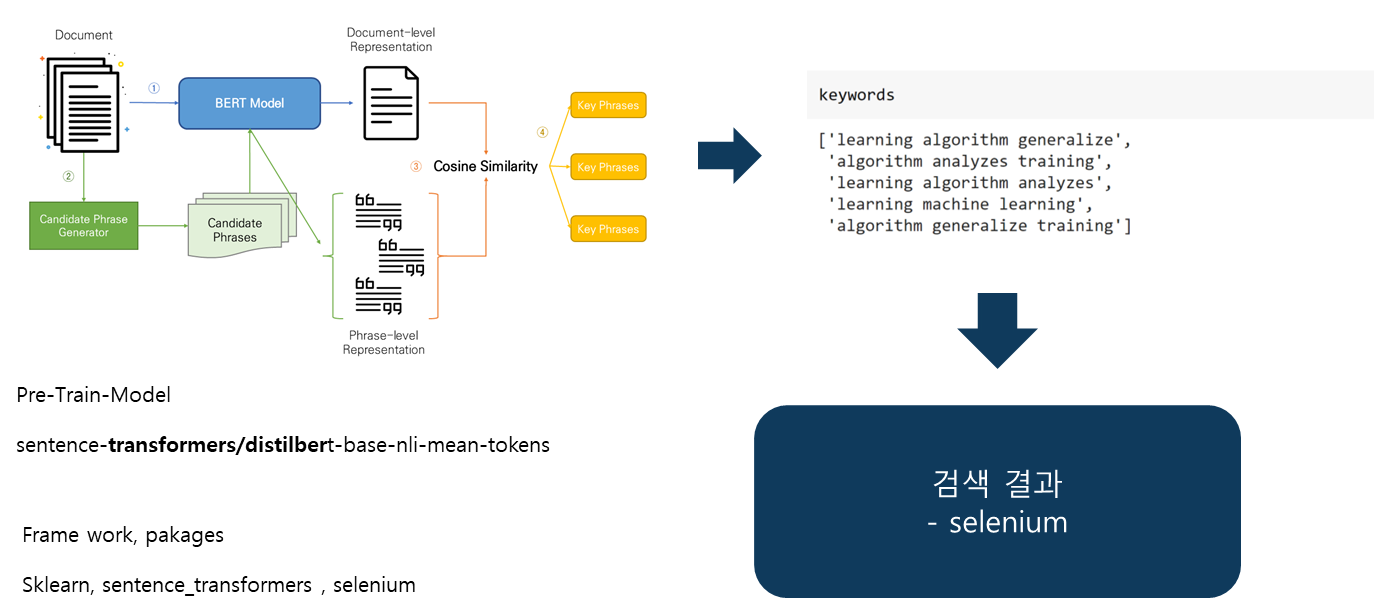 Document
①
BERT Model
Document-level
Representation
②
Candidate Phrase
Generator
Candidate
Phrases
③
Cosine Similarity
④
Key Phrases
Key Phrases
Key Phrases
Phrase-level
Representation
keywords
['learning algorithm generalize',
'algorithm analyzes training',
'learning algorithm analyzes',
'learning machine learning',
'algorithm generalize training']
Pre-Train-Model
sentence-transformers/distilbert-base-nli-mean-tokens
Frame work, pakages
Sklearn, sentence_transformers , selenium
검색 결과
- selenium